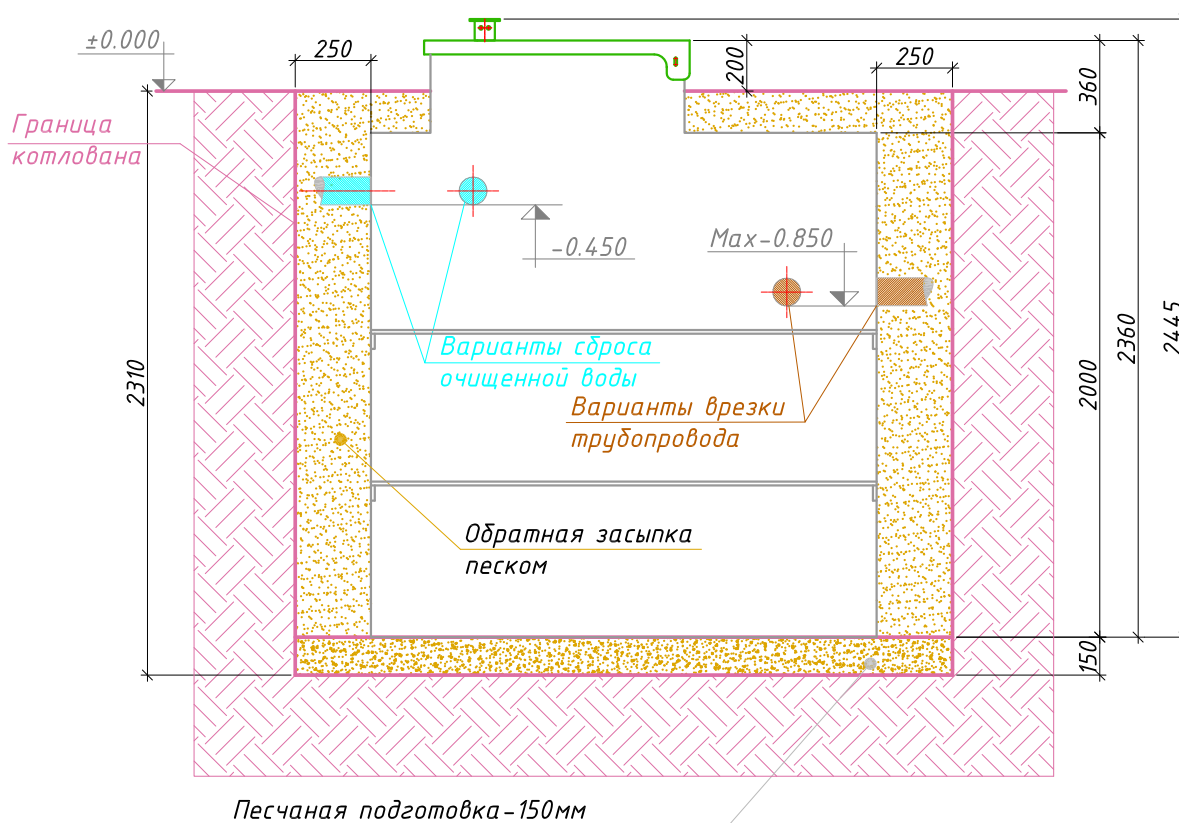 ±0.000
250
200
250
360
Граница
котлована
-0.450
Max-0.850
2310
Варианты сброса
очищенной воды
Варианты врезки
трубопровода
2000
2360
2445
Обратная засыпка
песком
150
Песчаная подготовка-150мм